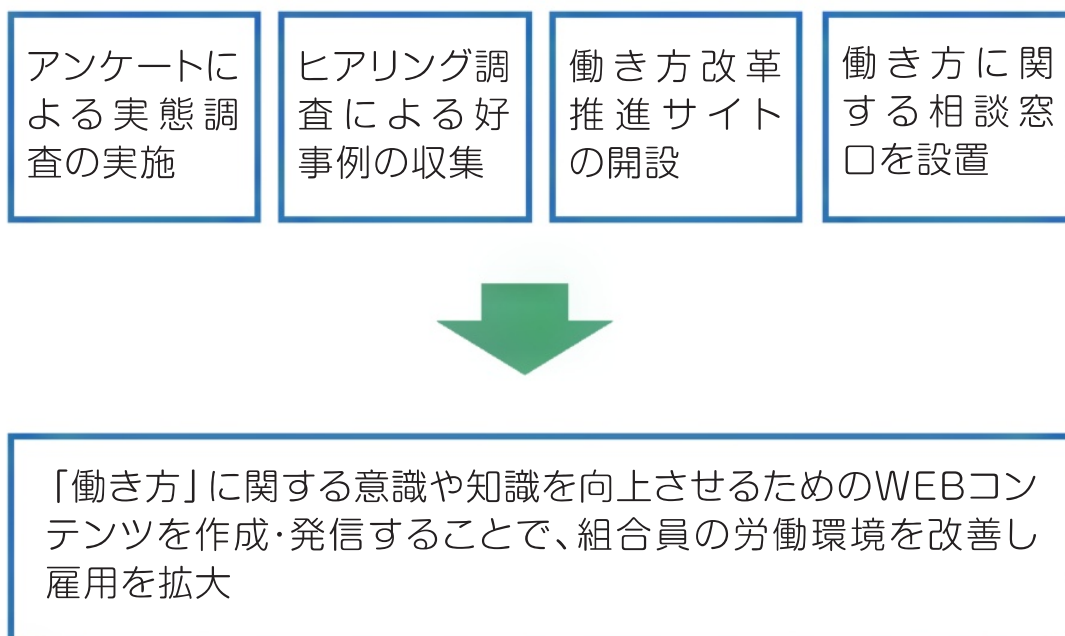 アンケートに
よる実態調
査の実施
ヒアリング調
査による好
事例の収集
働き方改革
推進サイト
の開設
働き方に関
する相談窓
口を設置
「働き方」に関する意識や知識を向上させるためのWEBコン
テンツを作成・発信することで、組合員の労働環境を改善し
雇用を拡大